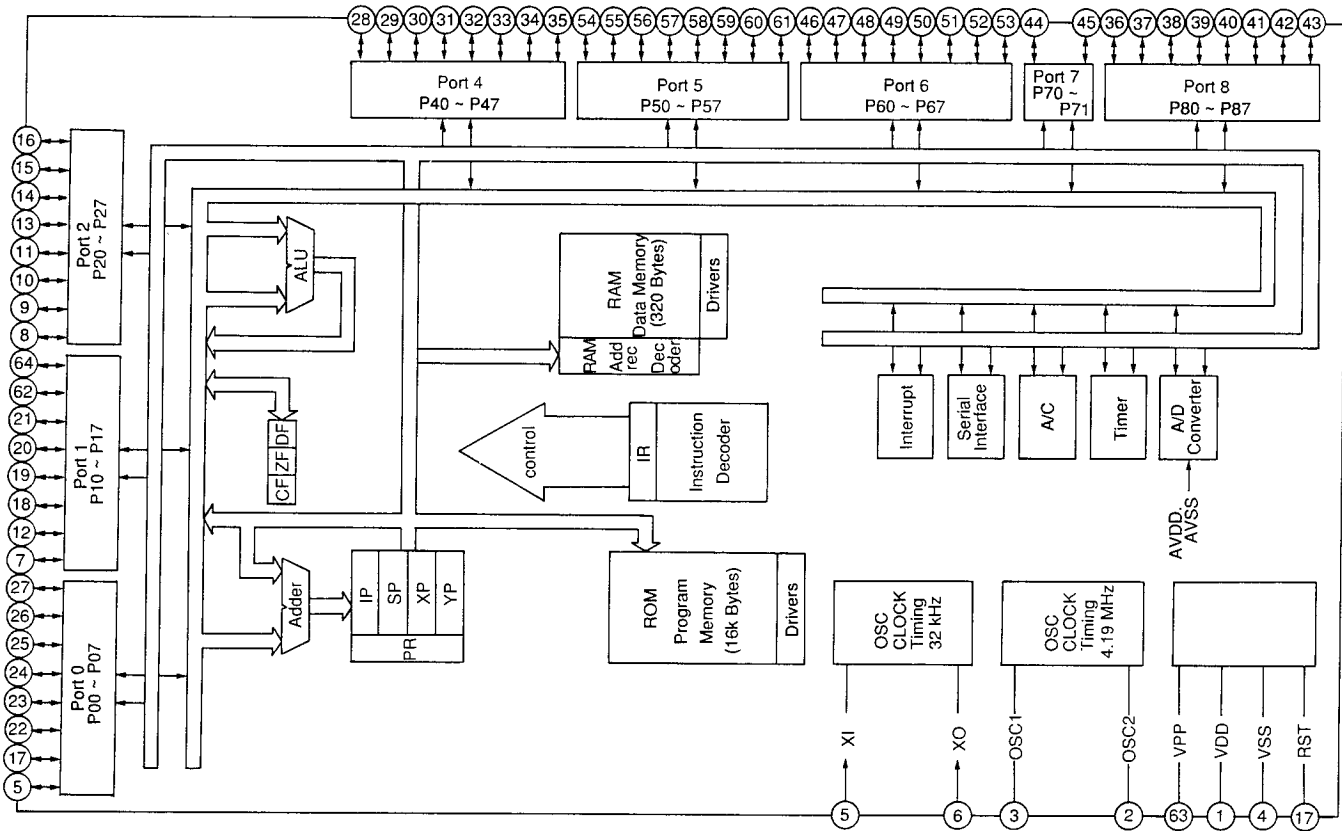 28 29 30 31 32 33 34 35 54 55 56 57 58 59 60 61 46 47 48 49 50 51 52 53 44 45 36 37 38 39 40 41 42 43
Port 4
P40 ~ P47
Port 5
P50 ~ P57
Port 6
P60 ~ P67
Port 7
P70 ~
P71
Port 8
P80 ~ P87
16
15
14
13
11
10
9
8
Port 2
P20 ~ P27
64
62
21
20
19
18
12
7
Port 1
P10 ~ P17
27
26
25
24
23
22
17
5
Port 0
P00 ~ P07
ALU
CF ZF DF
Adder
IP
SP
XP
YP
PR
RAM
Data Memory
(320 Bytes)
Drivers
RAM
Add
rec
Dec
oder
control
IR
Instruction
Decoder
ROM
Program
Memory
(16k Bytes)
Drivers
Interrupt
Serial
Interface
A/C
Timer
A/D
Converter
AVDD.
AVSS
OSC
CLOCK
Timing
32 kHz
OSC
CLOCK
Timing
4.19 MHz
XI
XO
OSC1
OSC2
VPP
VDD
VSS
RST
5 6 3 2 63 1 4 17